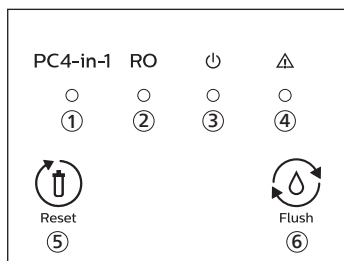 PC4-in-1 RO
① ② ③ ④
Reset Flush
⑤ ⑥